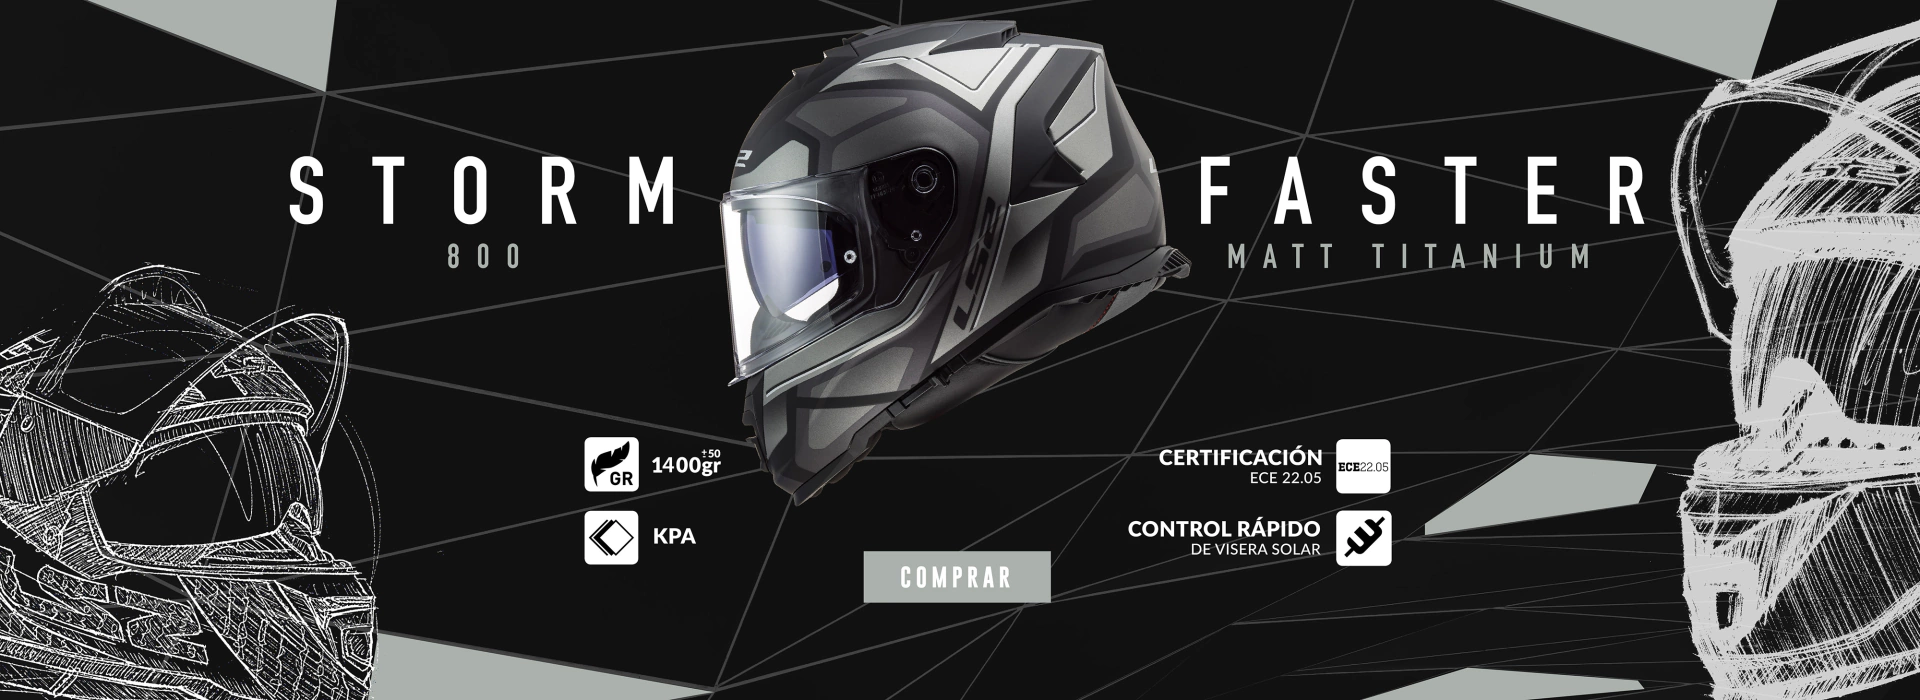 STORM
800
FASTER
MATT TITANIUM
LS2
GR
1400gr ±50
KPA
CERTIFICACIÓN
ECE 22.05
ECE22.05
CONTROL RÁPIDO
DE VISERA SOLAR
COMPRAR